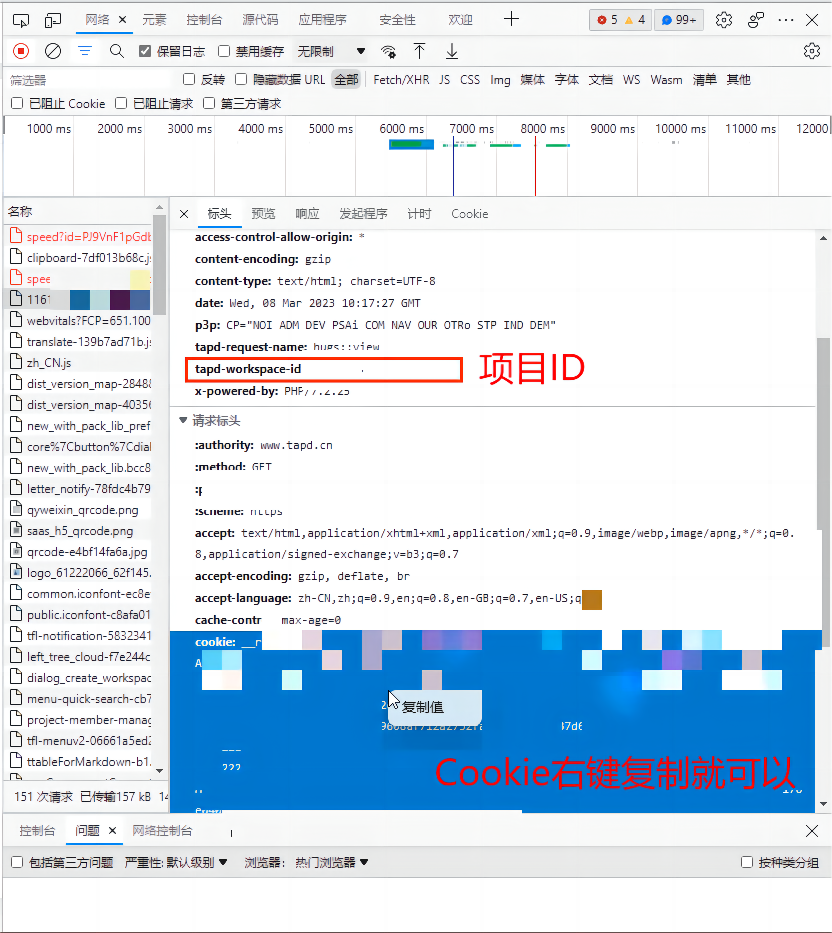 网络 × 元素 控制台 源代码 应用程序 安全性 欢迎 5 4 99+
保留日志 禁用缓存 无限制
筛选器 反转 隐藏数据 URL 全部 Fetch/XHR JS CSS Img 媒体 字体 文档 WS Wasm 清单 其他
已阻止 Cookie 已阻止请求 第三方请求
1000 ms 2000 ms 3000 ms 4000 ms 5000 ms 6000 ms 7000 ms 8000 ms 9000 ms 10000 ms 11000 ms 12000
名称
speed?id=PJ9VnF1pGdb
clipboard-7df013b68c.js
spee
1161
webvitals?FCP=651.100
translate-139b7ad71b.js
zh_CN.js
dist_version_map-28488
dist_version_map-40356
new_with_pack_lib_pref
core%7Cbutton%7Cdial
new_with_pack_lib.bcc8
letter_notify-78fdc4b79
qyweixin_qrcode.png
saas_h5_qrcode.png
qrcode-e4bf14fa6a.jpg
logo_61222066_62f145.
common.iconfont-ec8e
public.iconfont-c8afa01
tfl-notification-5832341
left_tree_cloud-f7e244c
dialog_create_workspac
menu-quick-search-cb7
project-member-manag
tfl-menuv2-06661a5ed2
ttableForMarkdown-b1.
151 次请求 已传输157 kB 14
标头 预览 响应 发起程序 计时 Cookie
access-control-allow-origin: *
content-encoding: gzip
content-type: text/html; charset=UTF-8
date: Wed, 08 Mar 2023 10:17:27 GMT
p3p: CP="NOI ADM DEV PSAi COM NAV OUR OTRo STP IND DEM"
tapd-request-name: bugs::view
tapd-workspace-id
项目ID
x-powered-by: PHP/7.2.25
请求标头
:authority: www.tapd.cn
:method: GET
:scheme: https
accept: text/html,application/xhtml+xml,application/xml;q=0.9,image/webp,image/apng,*/*;q=0.
8,application/signed-exchange;v=b3;q=0.7
accept-encoding: gzip, deflate, br
accept-language: zh-CN,zh;q=0.9,en;q=0.8,en-GB;q=0.7,en-US;q
cache-contr max-age=0
cookie: __r
复制值
222
Cookie右键复制就可以
控制台 问题 × 网络控制台
包括第三方问题 严重性: 默认级别 浏览器: 热门浏览器 按种类分组